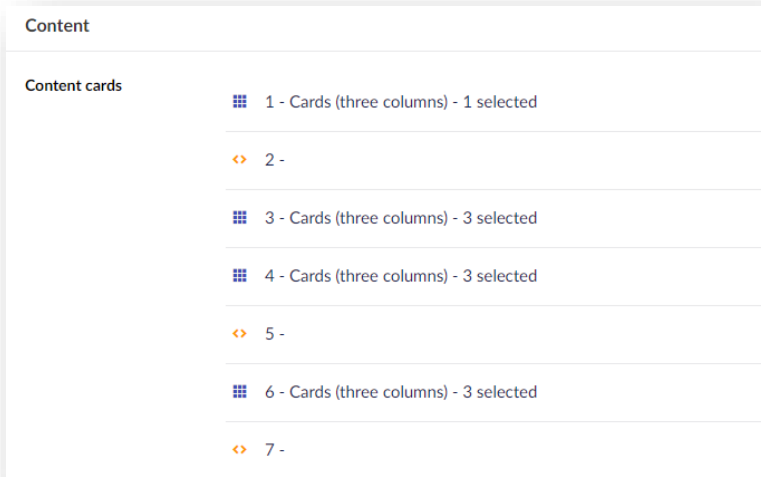 Content
Content cards
1 - Cards (three columns) - 1 selected
2 -
3 - Cards (three columns) - 3 selected
4 - Cards (three columns) - 3 selected
5 -
6 - Cards (three columns) - 3 selected
7 -